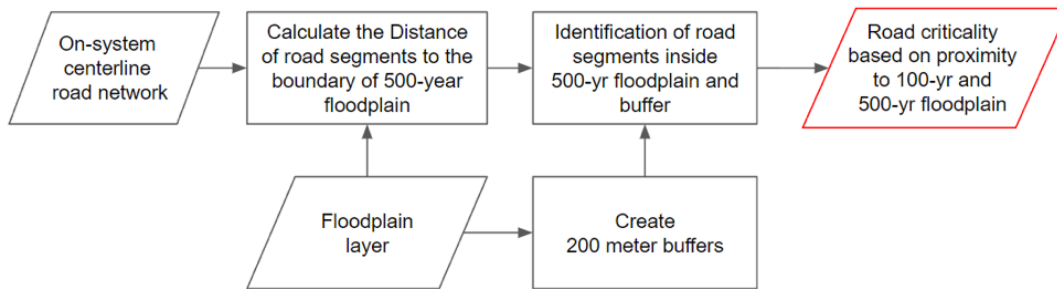 On-system
centerline
road network
Calculate the Distance
of road segments to the
boundary of 500-year
floodplain
Identification of road
segments inside
500-yr floodplain and
buffer
Road criticality
based on proximity
to 100-yr and
500-yr floodplain
Floodplain
layer
Create
200 meter buffers